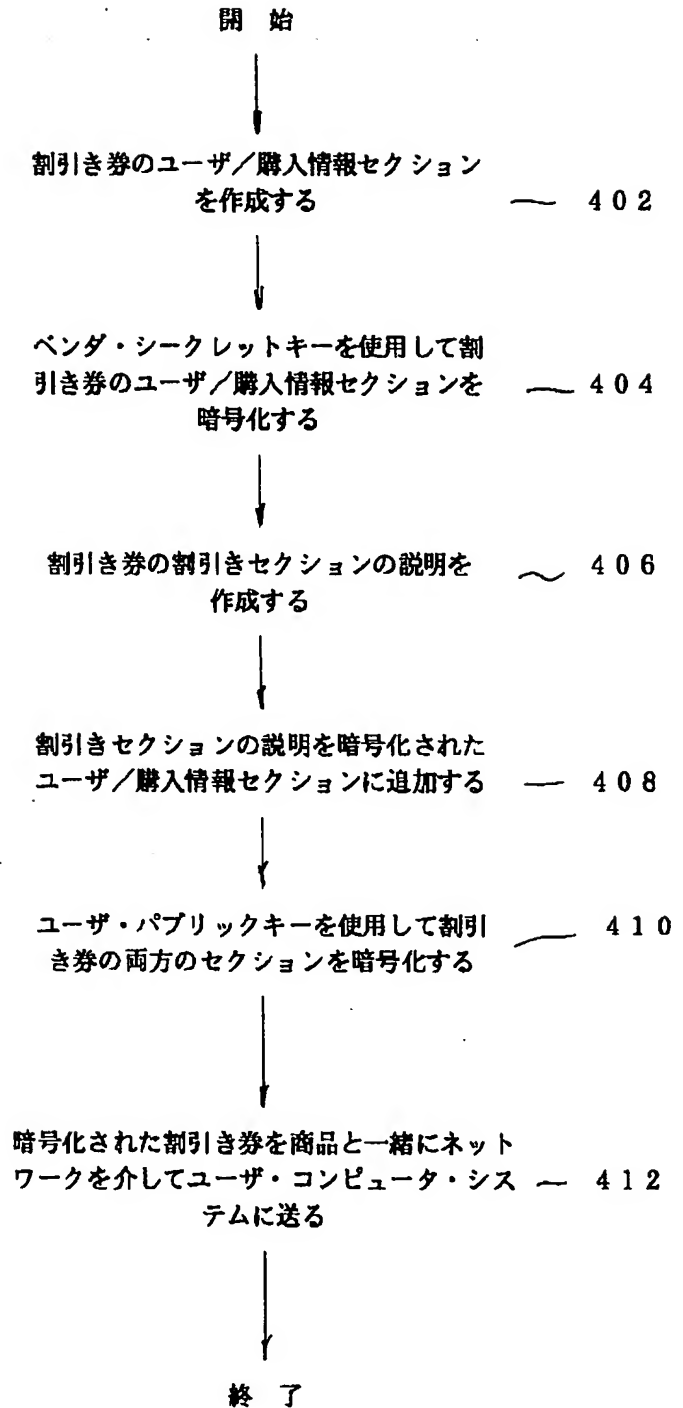 開 始
割引き券のユーザ／購入情報セクション
を作成する 402
ベンダ・シークレットキーを使用して割
引き券のユーザ／購入情報セクションを 404
暗号化する
割引き券の割引きセクションの説明を 406
作成する
割引きセクションの説明を暗号化された
ユーザ／購入情報セクションに追加する 408
ユーザ・パブリックキーを使用して割引 410
き券の両方のセクションを暗号化する
暗号化された割引き券を商品と一緒にネット
ワークを介してユーザ・コンピュータ・シス 412
テムに送る
終 了